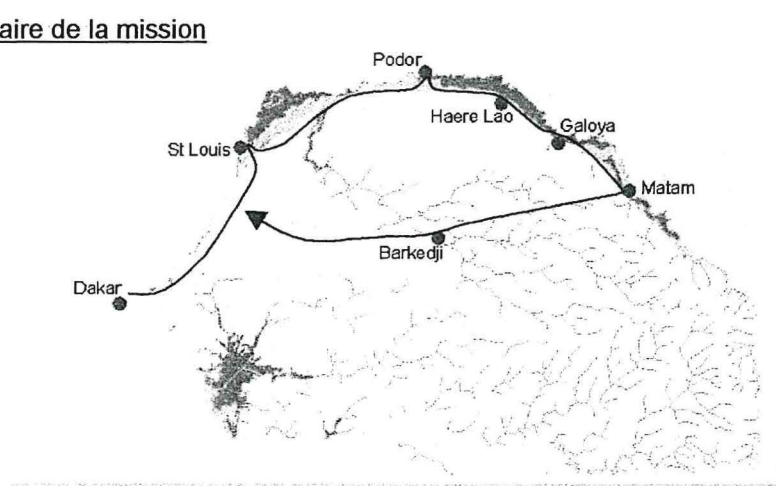 aire de la mission
Podor
Haere Lao
Galoya
St Louis
Matam
Barkedji
Dakar